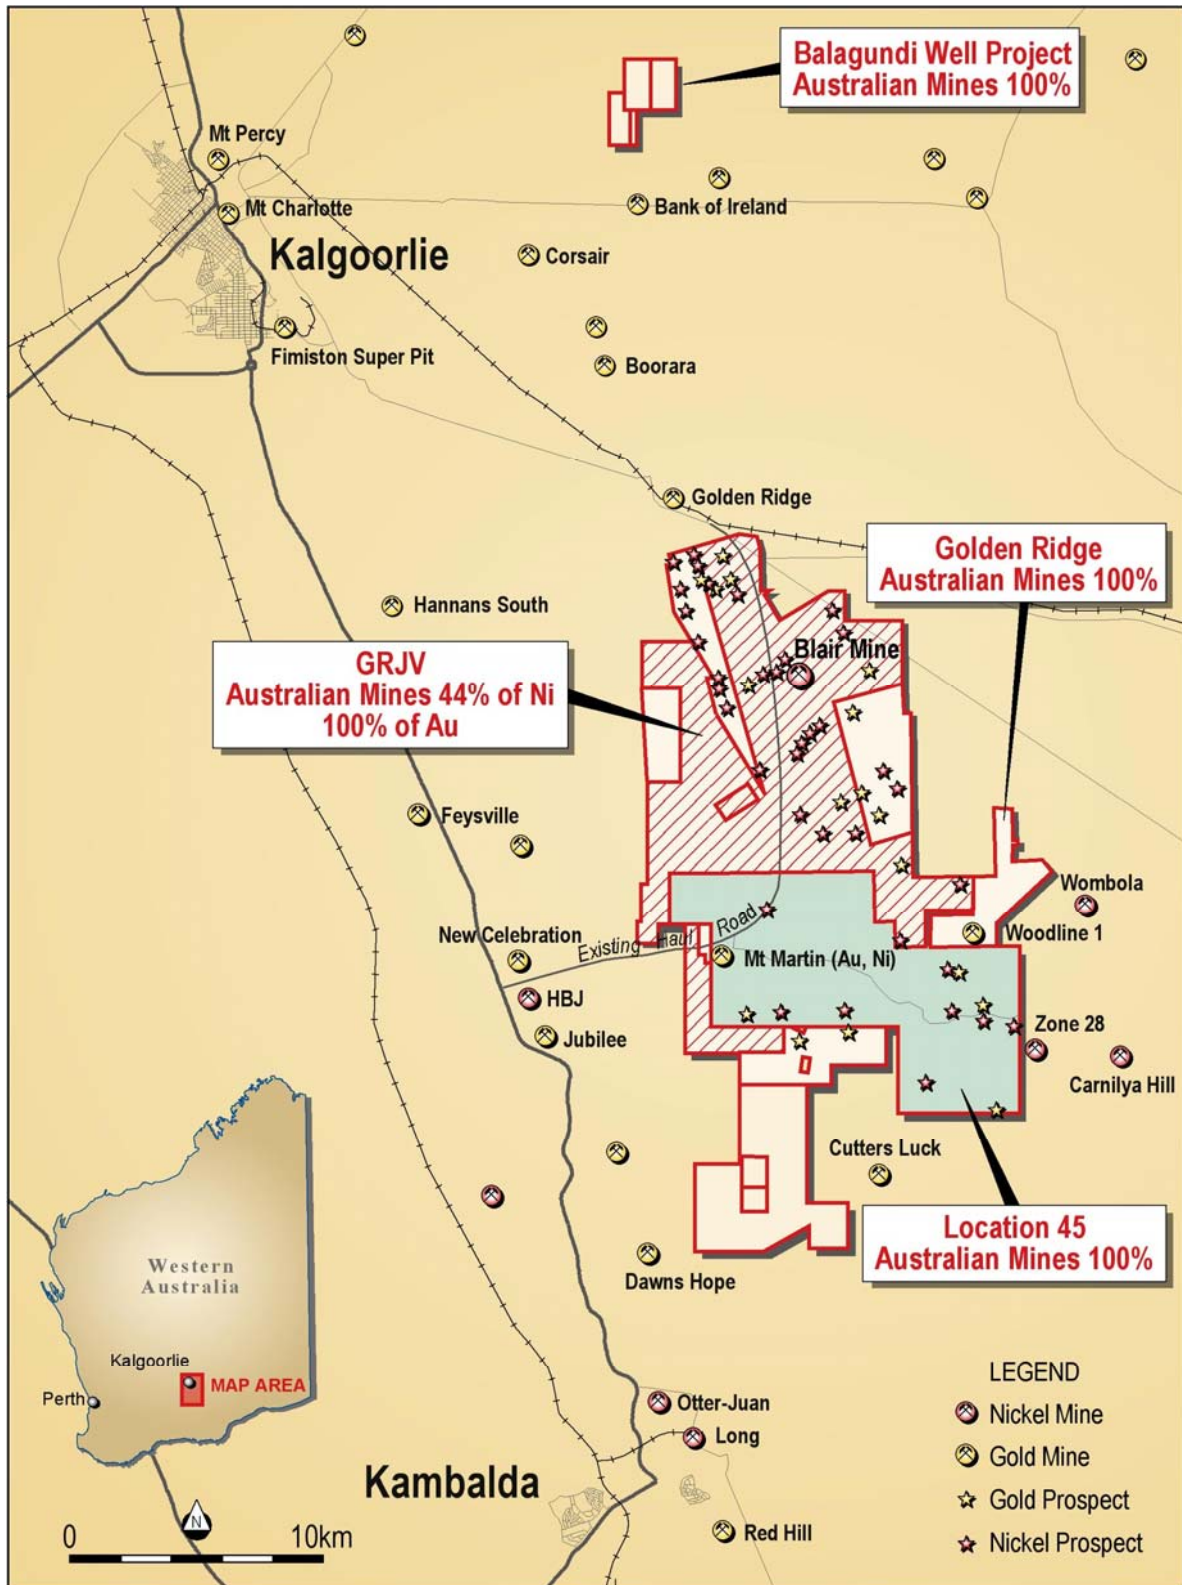 Balagundi Well Project
Australian Mines 100%
Mt Percy
Mt Charlotte
Bank of Ireland
Kalgoorlie
Corsair
Fimiston Super Pit
Boorara
Golden Ridge
Golden Ridge
Australian Mines 100%
Hannans South
GRJV
Australian Mines 44% of Ni
100% of Au
Blair Mine
Feysville
Wombola
New Celebration
Existing Haul Road
Woodline 1
Mt Martin (Au, Ni)
HBJ
Jubilee
Zone 28
Carnilya Hill
Cutters Luck
Location 45
Australian Mines 100%
Dawns Hope
Western
Australia
Kalgoorlie
MAP AREA
Perth
Otter-Juan
Long
Kambalda
Red Hill
LEGEND
Nickel Mine
Gold Mine
Gold Prospect
Nickel Prospect
N
0 10km